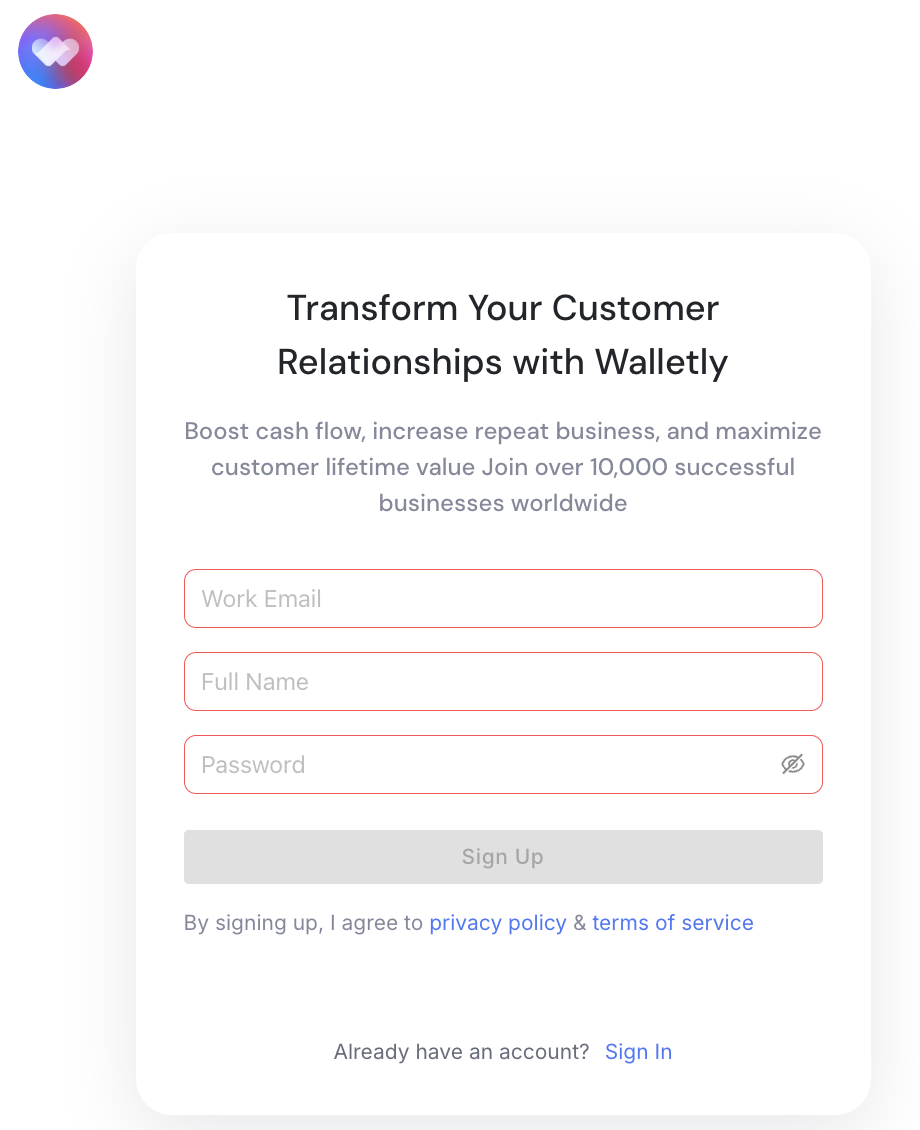 Transform Your Customer
Relationships with Walletly
Boost cash flow, increase repeat business, and maximize
customer lifetime value Join over 10,000 successful
businesses worldwide
Work Email
Full Name
Password
Sign Up
By signing up, I agree to privacy policy & terms of service
Already have an account? Sign In